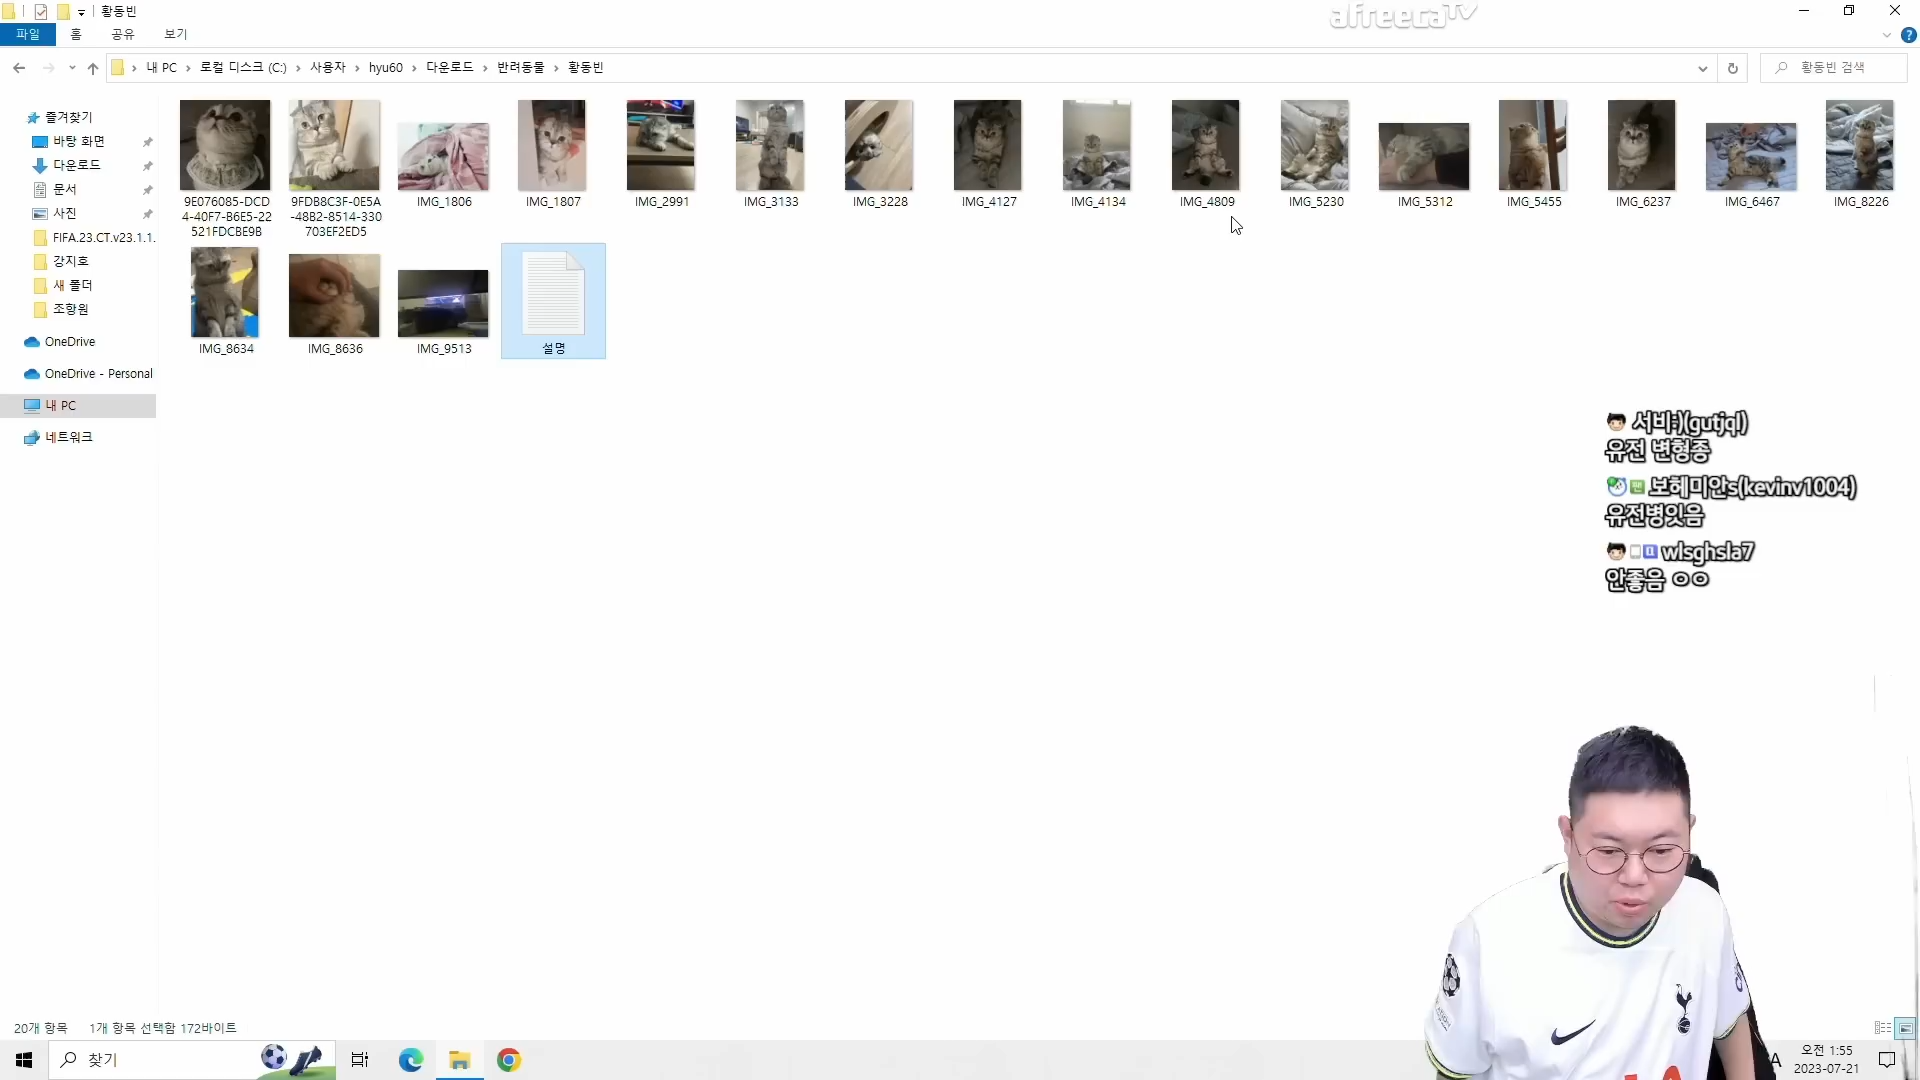 황동빈
afreecaTV
파일 홈 공유 보기
내 PC › 로컬 디스크 (C:) › 사용자 › hyu60 › 다운로드 › 반려동물 › 황동빈
황동빈 검색
즐겨찾기
바탕 화면
다운로드
문서
사진
FIFA.23.CT.v23.1.1.
강지호
새 폴더
조항원
OneDrive
OneDrive - Personal
내 PC
네트워크
9E076085-DCD
4-40F7-B6E5-22
521FDCBE9B
9FDB8C3F-0E5A
-48B2-8514-330
703EF2ED5
IMG_1806
IMG_1807
IMG_2991
IMG_3133
IMG_3228
IMG_4127
IMG_4134
IMG_4809
IMG_5230
IMG_5312
IMG_5455
IMG_6237
IMG_6467
IMG_8226
IMG_8634
IMG_8636
IMG_9513
설명
서비:)(gutjql)
유전 변형종
보헤미안s(kevinv1004)
유전병잇음
wlsghsla7
안좋음 ㅇㅇ
20개 항목 1개 항목 선택함 172바이트
찾기
A
오전 1:55
2023-07-21